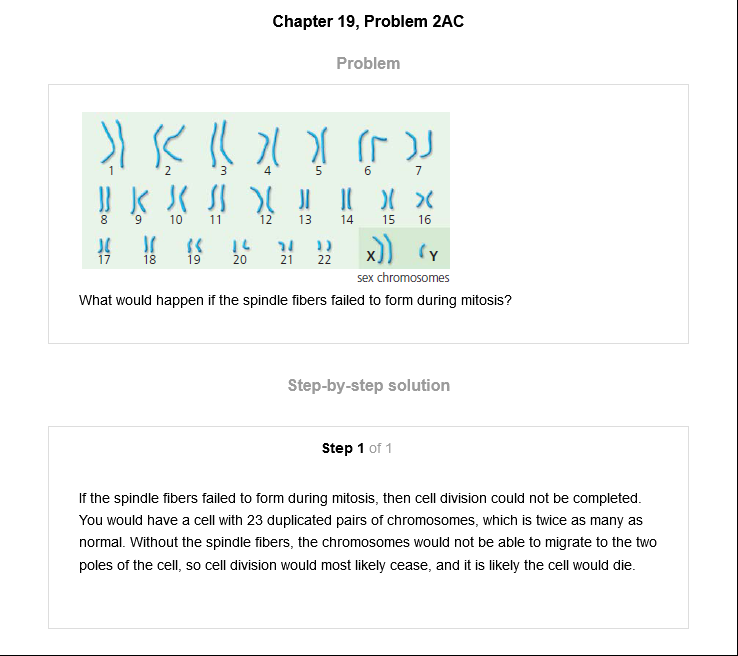 Chapter 19, Problem 2AC
Problem
1 2 3 4 5 6 7
8 9 10 11 12 13 14 15 16
17 18 19 20 21 22 X Y
sex chromosomes
What would happen if the spindle fibers failed to form during mitosis?
Step-by-step solution
Step 1 of 1
If the spindle fibers failed to form during mitosis, then cell division could not be completed.
You would have a cell with 23 duplicated pairs of chromosomes, which is twice as many as
normal. Without the spindle fibers, the chromosomes would not be able to migrate to the two
poles of the cell, so cell division would most likely cease, and it is likely the cell would die.